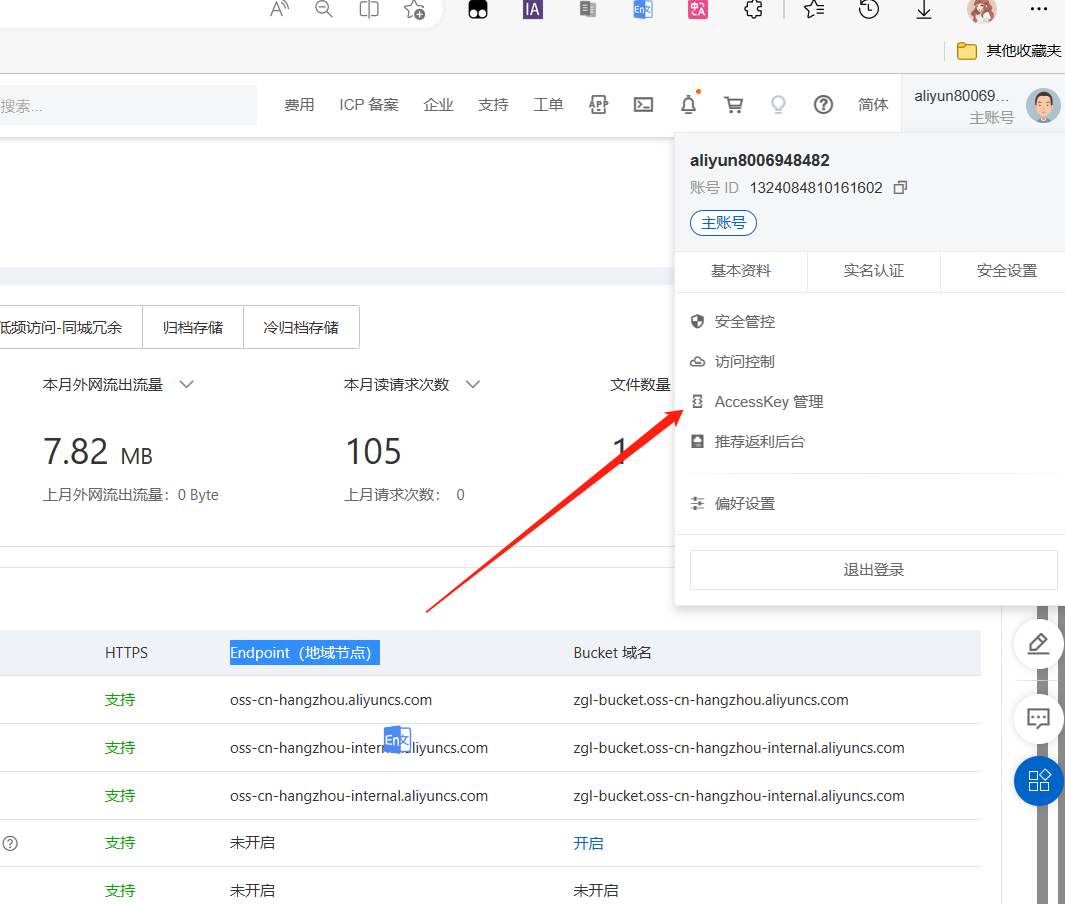 其他收藏夹
搜索...
费用 ICP 备案 企业 支持 工单 简体 aliyun80069...
主账号
aliyun8006948482
账号 ID 1324084810161602
主账号
基本资料 实名认证 安全设置
安全管控
访问控制
AccessKey 管理
推荐返利后台
偏好设置
退出登录
低频访问-同城冗余 归档存储 冷归档存储
本月外网流出流量 本月读请求次数 文件数量
7.82 MB 105 1
上月外网流出流量：0 Byte 上月请求次数： 0
HTTPS Endpoint（地域节点） Bucket 域名
支持 oss-cn-hangzhou.aliyuncs.com zgl-bucket.oss-cn-hangzhou.aliyuncs.com
支持 oss-cn-hangzhou-internal.aliyuncs.com zgl-bucket.oss-cn-hangzhou-internal.aliyuncs.com
支持 oss-cn-hangzhou-internal.aliyuncs.com zgl-bucket.oss-cn-hangzhou-internal.aliyuncs.com
支持 未开启 开启
支持 未开启 未开启